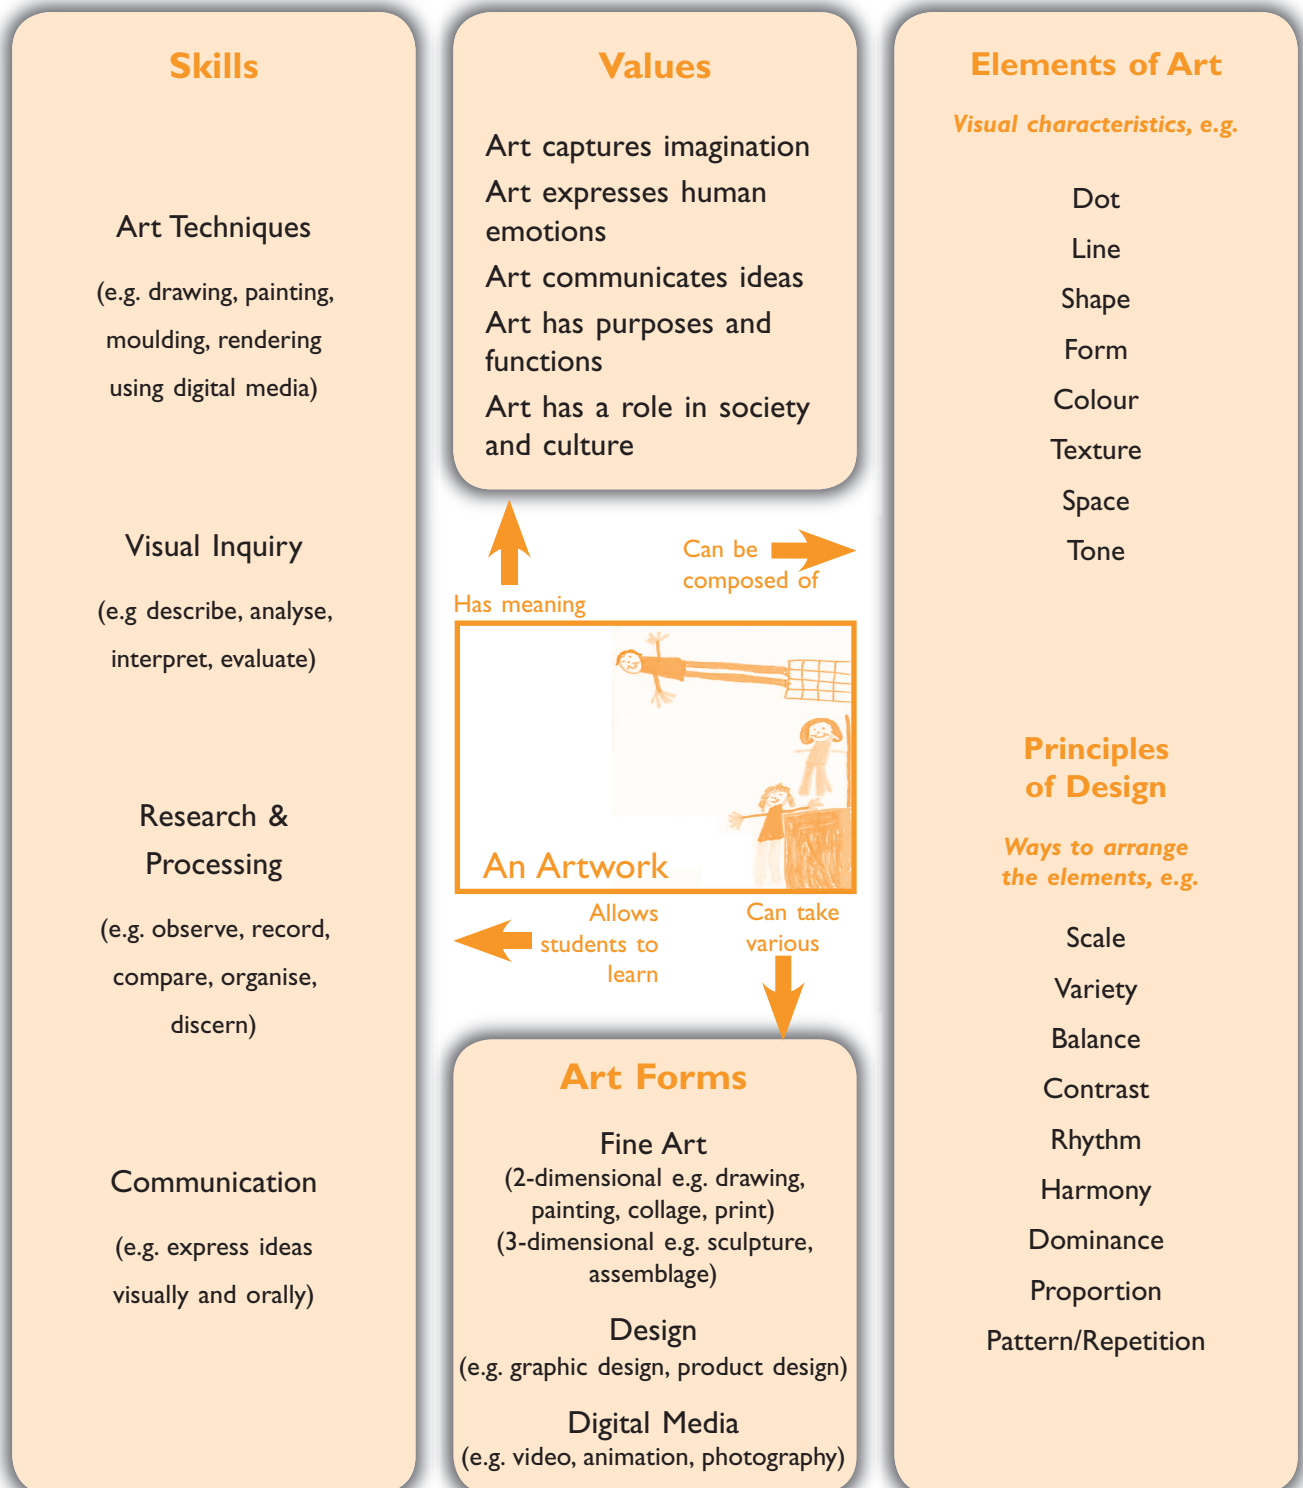 Skills
Art Techniques
(e.g. drawing, painting,
moulding, rendering
using digital media)
Visual Inquiry
(e.g describe, analyse,
interpret, evaluate)
Research &
Processing
(e.g. observe, record,
compare, organise,
discern)
Communication
(e.g. express ideas
visually and orally)
Values
Art captures imagination
Art expresses human
emotions
Art communicates ideas
Art has purposes and
functions
Art has a role in society
and culture
Has meaning
Can be
composed of
An Artwork
Allows
students to
learn
Can take
various
Art Forms
Fine Art
(2-dimensional e.g. drawing,
painting, collage, print)
(3-dimensional e.g. sculpture,
assemblage)
Design
(e.g. graphic design, product design)
Digital Media
(e.g. video, animation, photography)
Elements of Art
Visual characteristics, e.g.
Dot
Line
Shape
Form
Colour
Texture
Space
Tone
Principles
of Design
Ways to arrange
the elements, e.g.
Scale
Variety
Balance
Contrast
Rhythm
Harmony
Dominance
Proportion
Pattern/Repetition